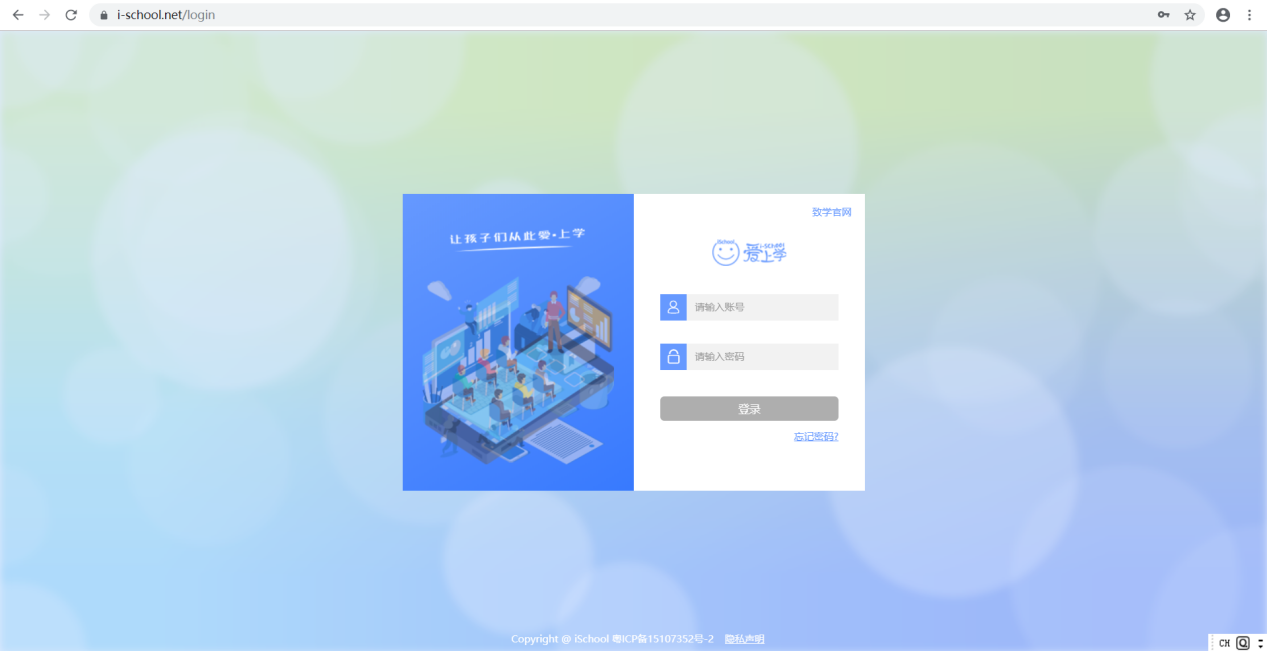 i-school.net/login
让孩子们从此爱·上学
致学官网
iSchool
i-school
爱上学
请输入账号
请输入密码
登录
忘记密码?
Copyright @ iSchool 粤ICP备15107352号-2 隐私声明
CH